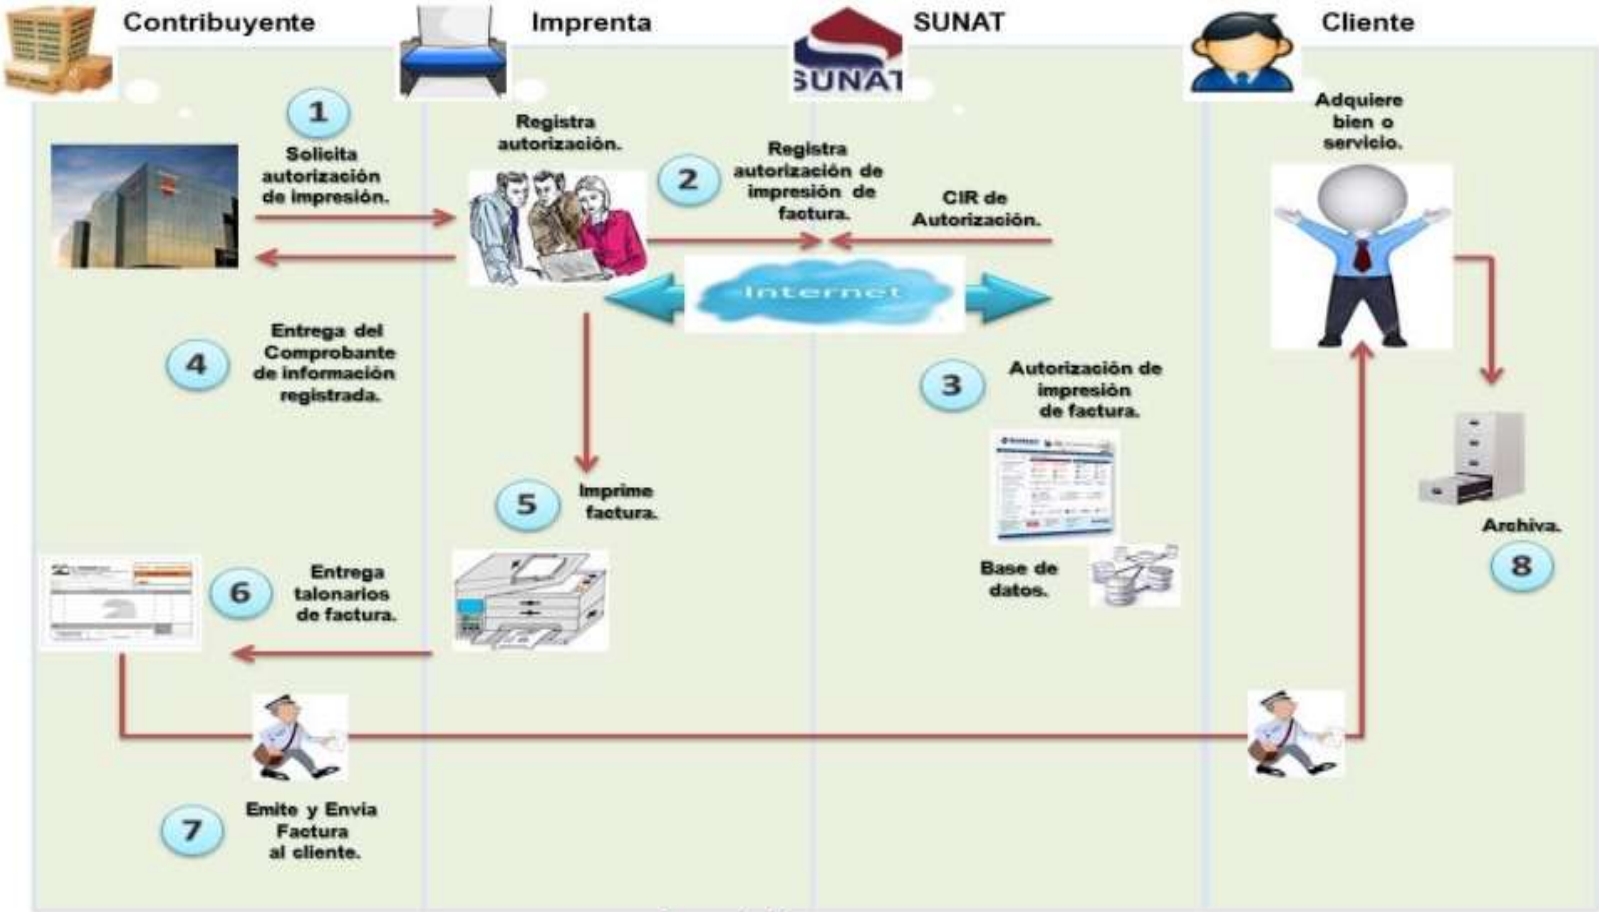 Contribuyente
Imprenta
SUNAT
Cliente
SUNAT
1
Solicita
autorización
de impresión.
Registra
autorización.
2
Registra
autorización de
impresión de
factura.
CIR de
Autorización.
Internet
Adquiere
bien o
servicio.
3
Autorización de
impresión
de factura.
Base de
datos.
4
Entrega del
Comprobante
de información
registrada.
5
Imprime
factura.
6
Entrega
talonarios
de factura.
7
Emite y Envia
Factura
al cliente.
Archiva.
8